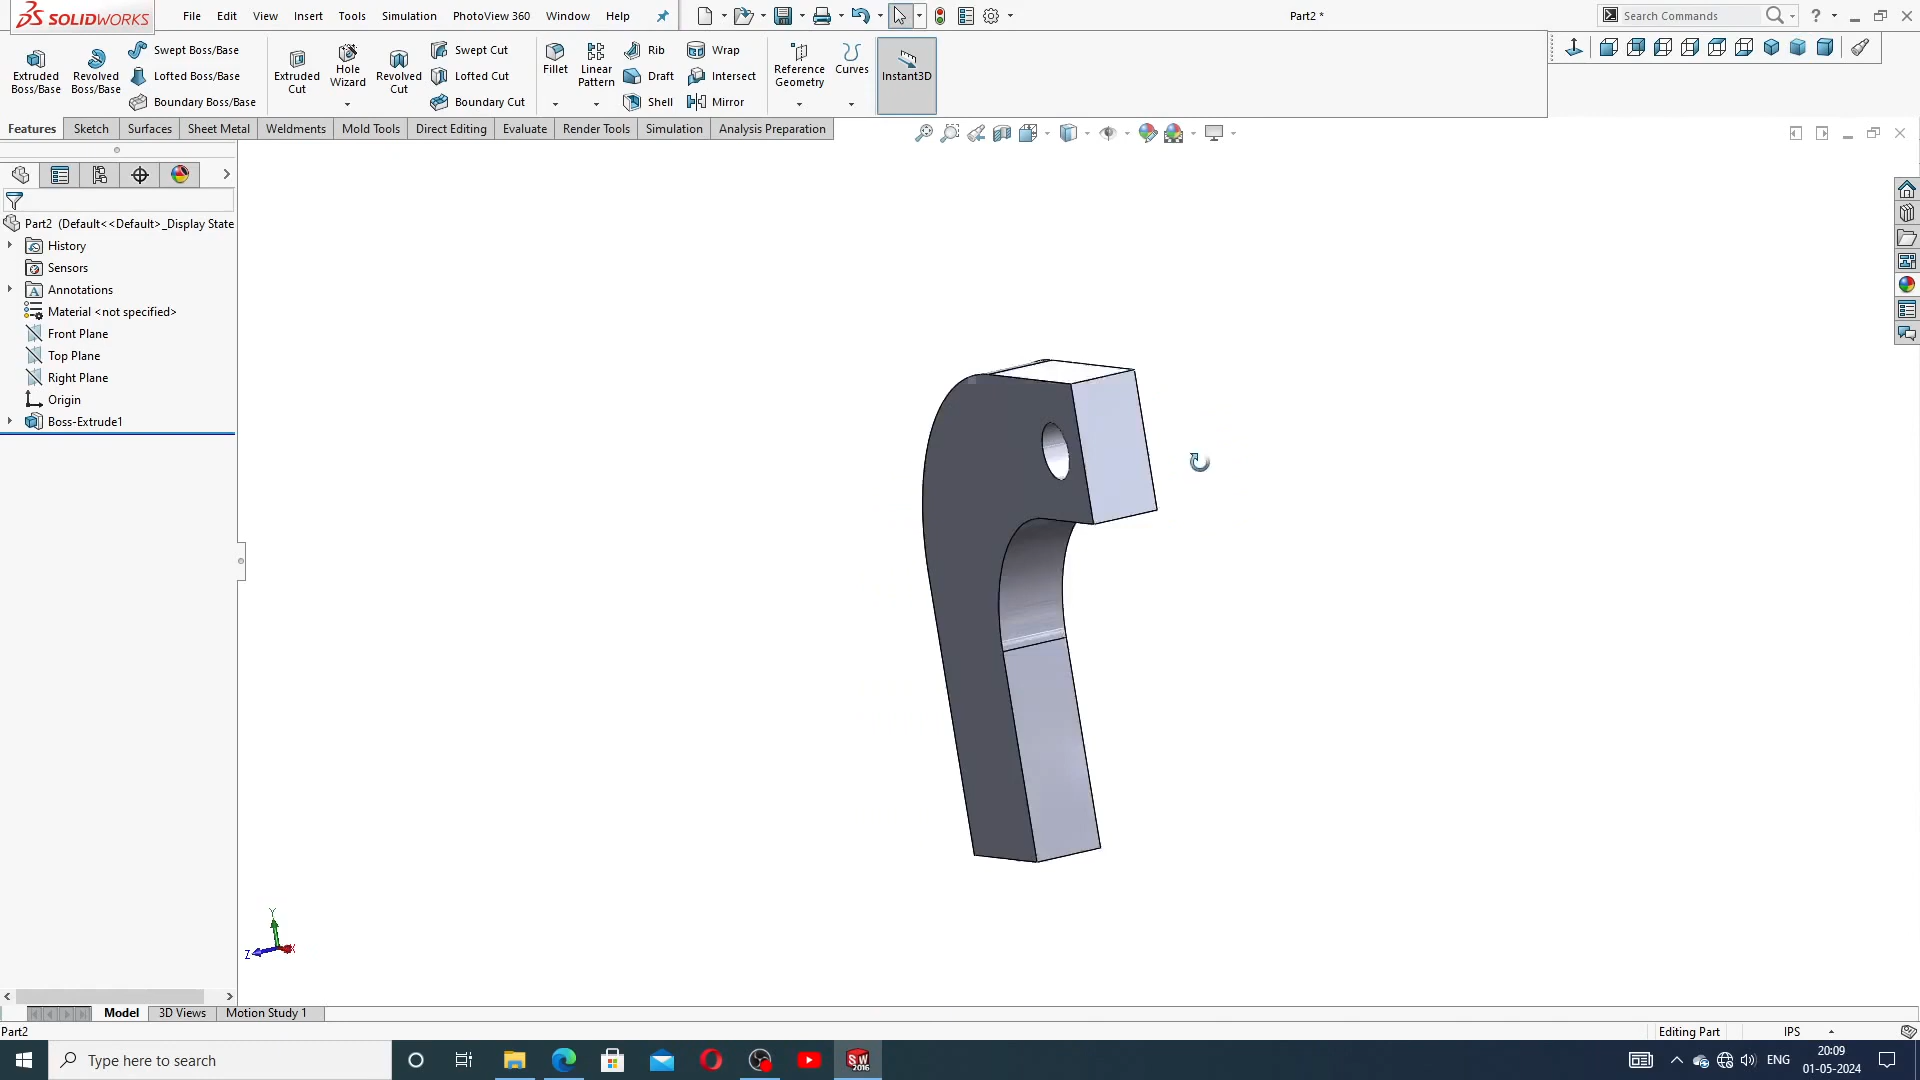 SOLIDWORKS File Edit View Insert Tools Simulation PhotoView 360 Window Help Part2 * Search Commands ?
Extruded Boss/Base
Revolved Boss/Base
Swept Boss/Base
Lofted Boss/Base
Boundary Boss/Base
Extruded Cut
Hole Wizard
Revolved Cut
Swept Cut
Lofted Cut
Boundary Cut
Fillet
Linear Pattern
Rib
Draft
Shell
Wrap
Intersect
Mirror
Reference Geometry
Curves
Instant3D
Features Sketch Surfaces Sheet Metal Weldments Mold Tools Direct Editing Evaluate Render Tools Simulation Analysis Preparation
Part2 (Default<<Default>_Display State
History
Sensors
A Annotations
Material <not specified>
Front Plane
Top Plane
Right Plane
Origin
Boss-Extrude1
Y
Z X
Model 3D Views Motion Study 1
Part2 Editing Part IPS
Type here to search SW 2016 ENG 20:09
01-05-2024